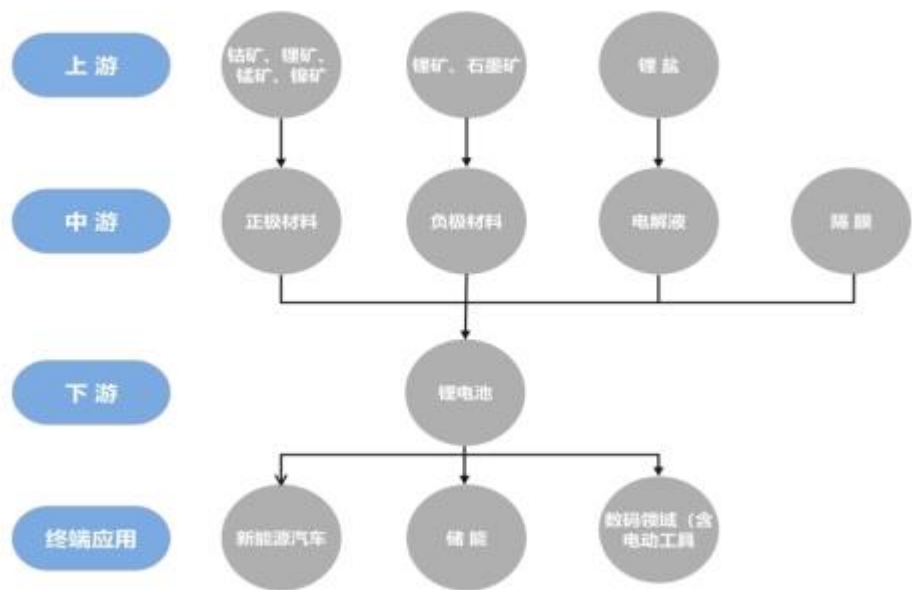 上 游
钴矿、锂矿、
锰矿、镍矿
锂矿、石墨矿
锂 盐
中 游
正极材料
负极材料
电解液
隔 膜
下 游
锂电池
终端应用
新能源汽车
储 能
数码领域（含
电动工具